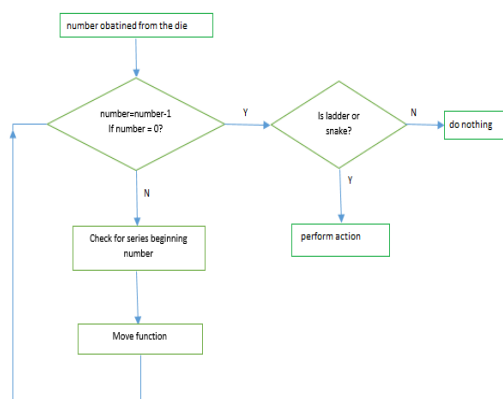 number obatined from the die
number=number-1
If number = 0?
Y
Is ladder or
snake?
N
do nothing
N
Y
Check for series beginning
number
perform action
Move function